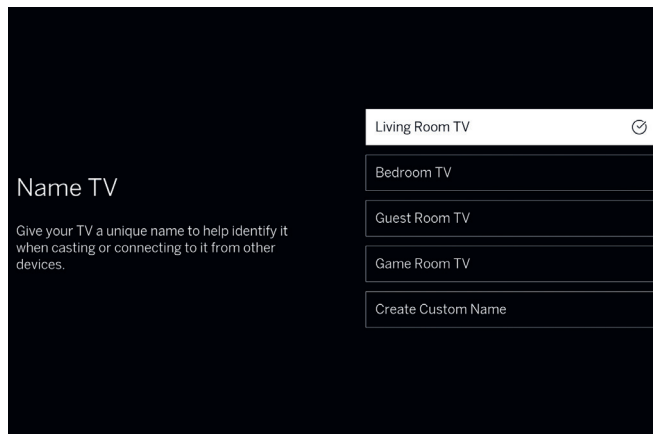 Name TV
Give your TV a unique name to help identify it
when casting or connecting to it from other
devices.
Living Room TV
Bedroom TV
Guest Room TV
Game Room TV
Create Custom Name